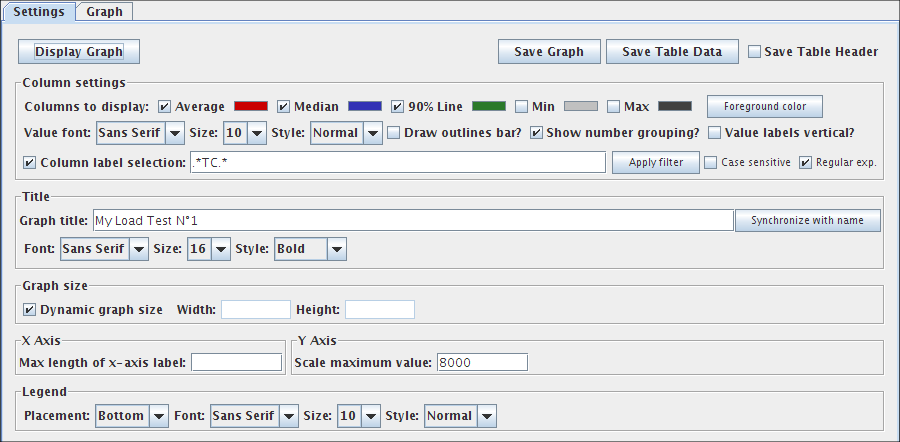 Settings Graph
Display Graph Save Graph Save Table Data Save Table Header
Column settings
Columns to display: Average Median 90% Line Min Max Foreground color
Value font: Sans Serif Size: 10 Style: Normal Draw outlines bar? Show number grouping? Value labels vertical?
Column label selection: .*TC.* Apply filter Case sensitive Regular exp.
Title
Graph title: My Load Test N°1 Synchronize with name
Font: Sans Serif Size: 16 Style: Bold
Graph size
Dynamic graph size Width: Height:
X Axis Y Axis
Max length of x-axis label: Scale maximum value: 8000
Legend
Placement: Bottom Font: Sans Serif Size: 10 Style: Normal